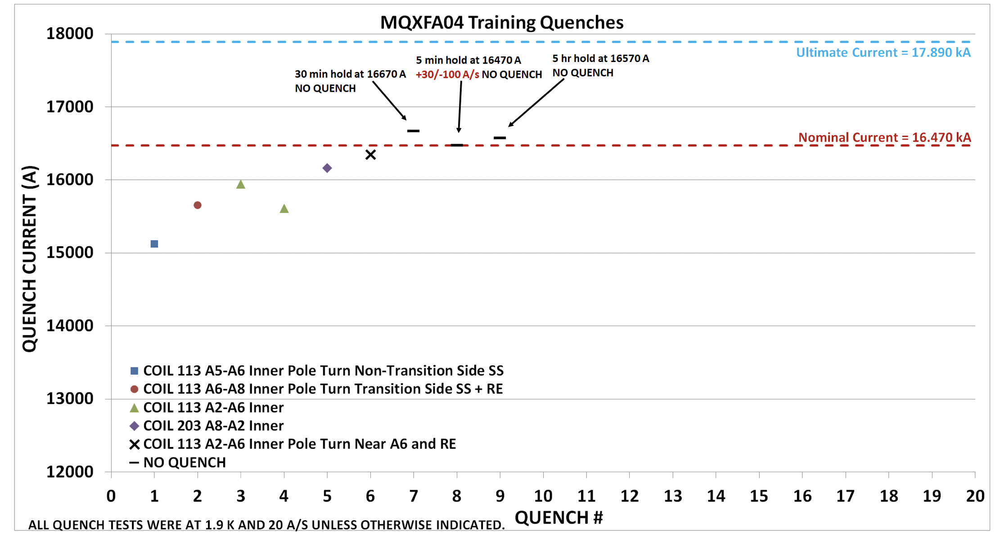 MQXFA04 Training Quenches
18000
Ultimate Current = 17.890 kA
5 min hold at 16470 A
+30/-100 A/s NO QUENCH
5 hr hold at 16570 A
NO QUENCH
30 min hold at 16670 A
NO QUENCH
17000
Nominal Current = 16.470 kA
16000
15000
14000
13000
12000
QUENCH CURRENT (A)
COIL 113 A5-A6 Inner Pole Turn Non-Transition Side SS
COIL 113 A6-A8 Inner Pole Turn Transition Side SS + RE
COIL 113 A2-A6 Inner
COIL 203 A8-A2 Inner
COIL 113 A2-A6 Inner Pole Turn Near A6 and RE
NO QUENCH
0 1 2 3 4 5 6 7 8 9 10 11 12 13 14 15 16 17 18 19 20
QUENCH #
ALL QUENCH TESTS WERE AT 1.9 K AND 20 A/S UNLESS OTHERWISE INDICATED.